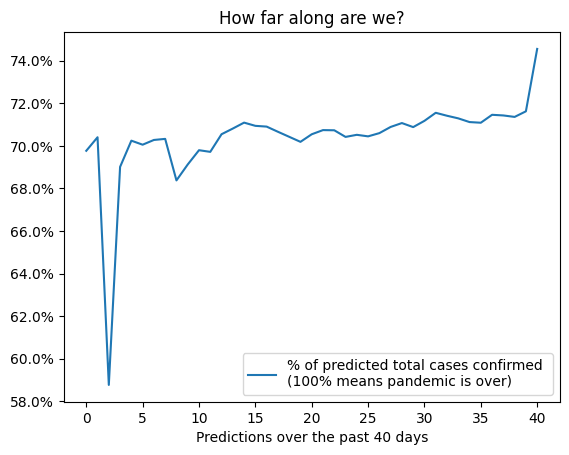 How far along are we?
74.0%
72.0%
70.0%
68.0%
66.0%
64.0%
62.0%
60.0%
58.0%
% of predicted total cases confirmed
(100% means pandemic is over)
0 5 10 15 20 25 30 35 40
Predictions over the past 40 days